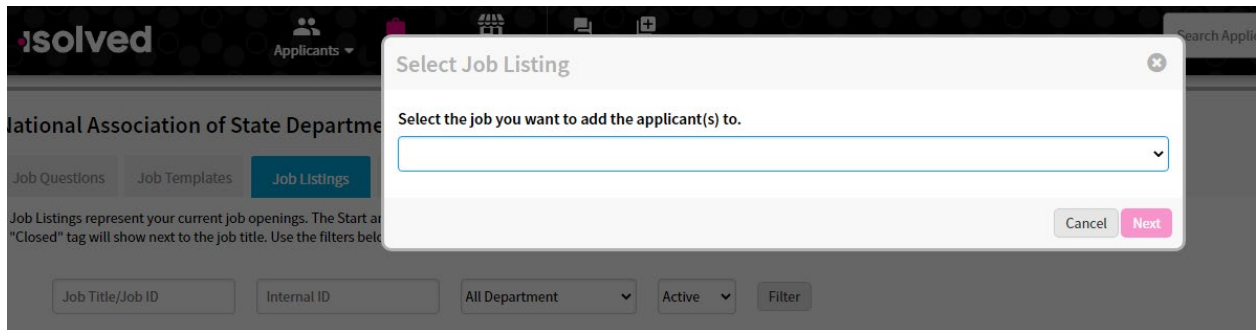 isolved
Applicants
Search Appli
Select Job Listing
Select the job you want to add the applicant(s) to.
Cancel Next
National Association of State Departme
Job Questions Job Templates Job Listings
Job Listings represent your current job openings. The Start a
"Closed" tag will show next to the job title. Use the filters belo
Job Title/Job ID Internal ID All Department Active Filter